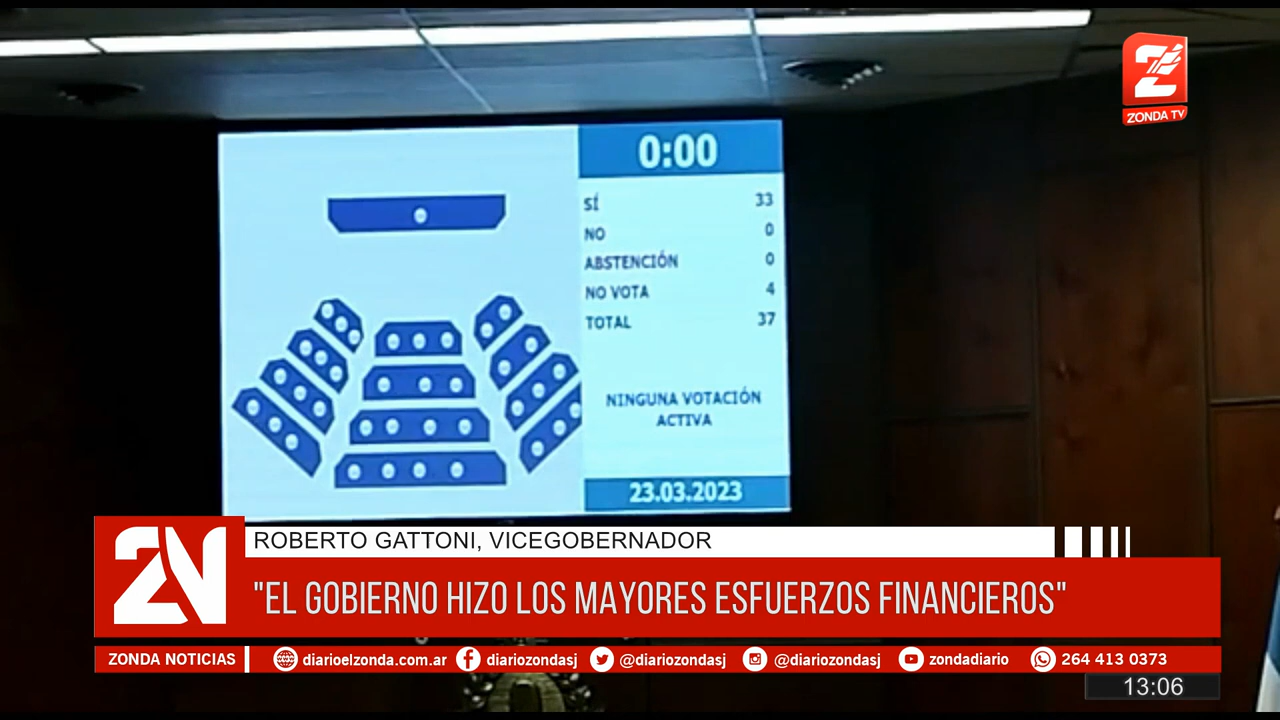 Z
ZONDA TV
0:00
SÍ 33
NO 0
ABSTENCIÓN 0
NO VOTA 4
TOTAL 37
NINGUNA VOTACIÓN
ACTIVA
23.03.2023
ZN
ROBERTO GATTONI, VICEGOBERNADOR
"EL GOBIERNO HIZO LOS MAYORES ESFUERZOS FINANCIEROS"
ZONDA NOTICIAS diarioelzonda.com.ar diariozondasj @diariozondasj @diariozondasj zondadiario 264 413 0373
13:06